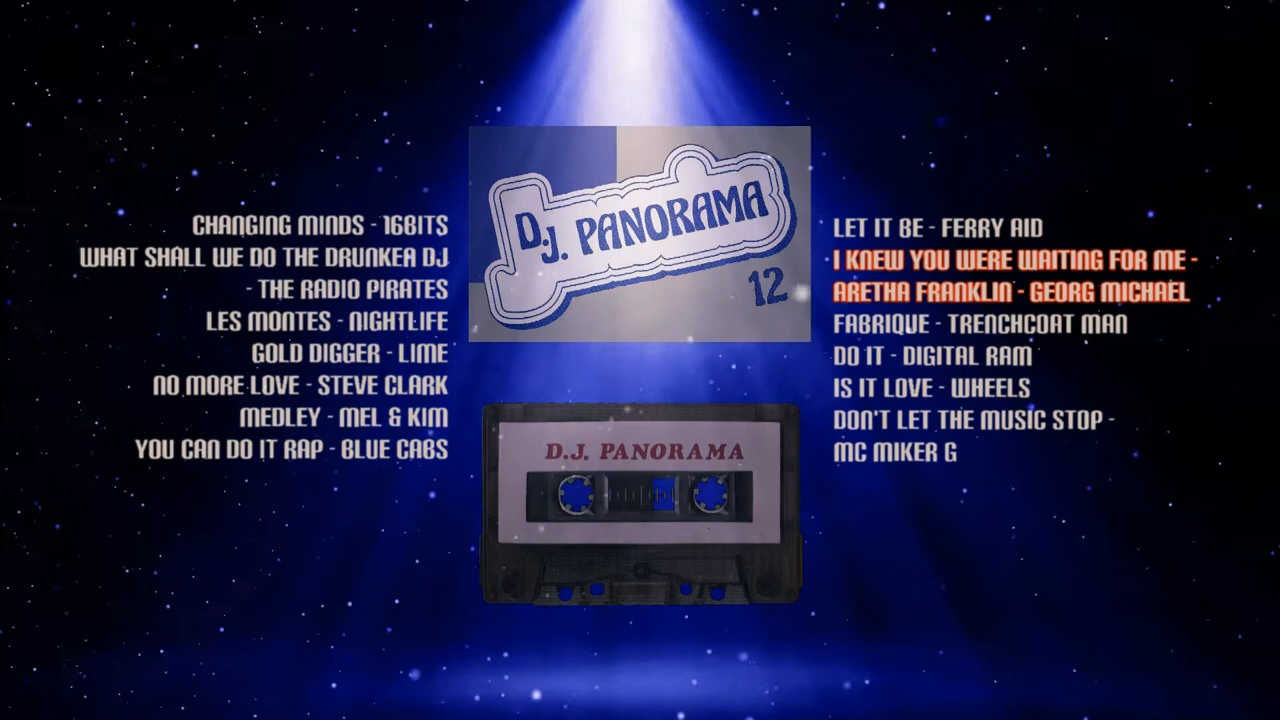 CHANGING MINDS - 16BITS
WHAT SHALL WE DO THE DRUNKEN DJ
- THE RADIO PIRATES
LES MONTES - NIGHTLIFE
GOLD DIGGER - LIME
NO MORE LOVE - STEVE CLARK
MEDLEY - MEL & KIM
YOU CAN DO IT RAP - BLUE CABS
D.J. PANORAMA
12
D.J. PANORAMA
LET IT BE - FERRY AID
I KNEW YOU WERE WAITING FOR ME -
ARETHA FRANKLIN - GEORG MICHAEL
FABRIQUE - TRENCHCOAT MAN
DO IT - DIGITAL RAM
IS IT LOVE - WHEELS
DON'T LET THE MUSIC STOP -
MC MIKER G